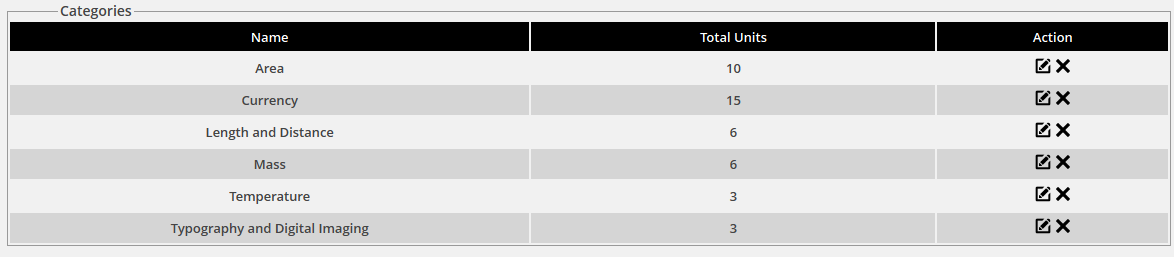 Categories
Name Total Units Action
Area 10
Currency 15
Length and Distance 6
Mass 6
Temperature 3
Typography and Digital Imaging 3